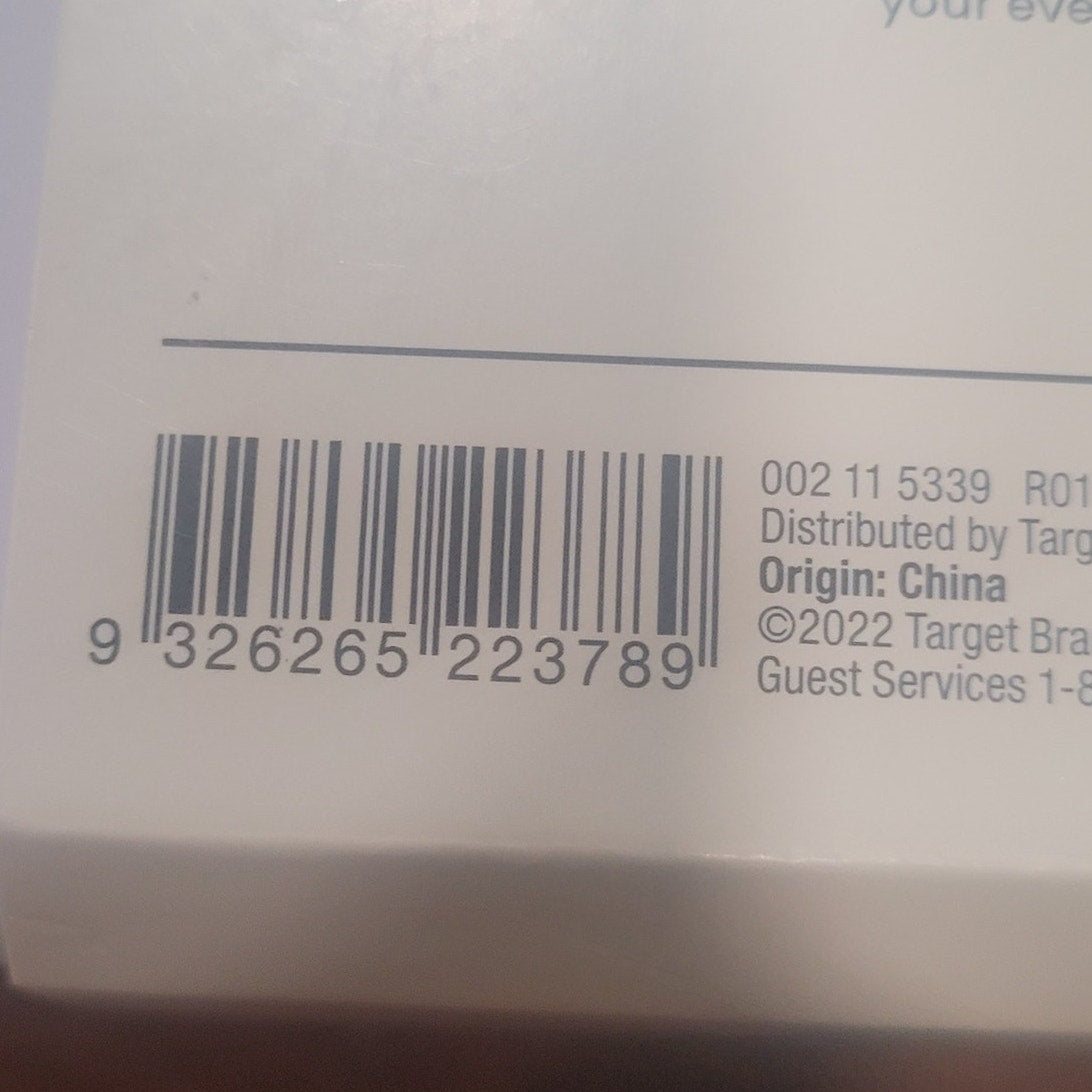 your eve
002 11 5339 R01
Distributed by Targ
Origin: China
©2022 Target Bra
Guest Services 1-8
9 326265 223789